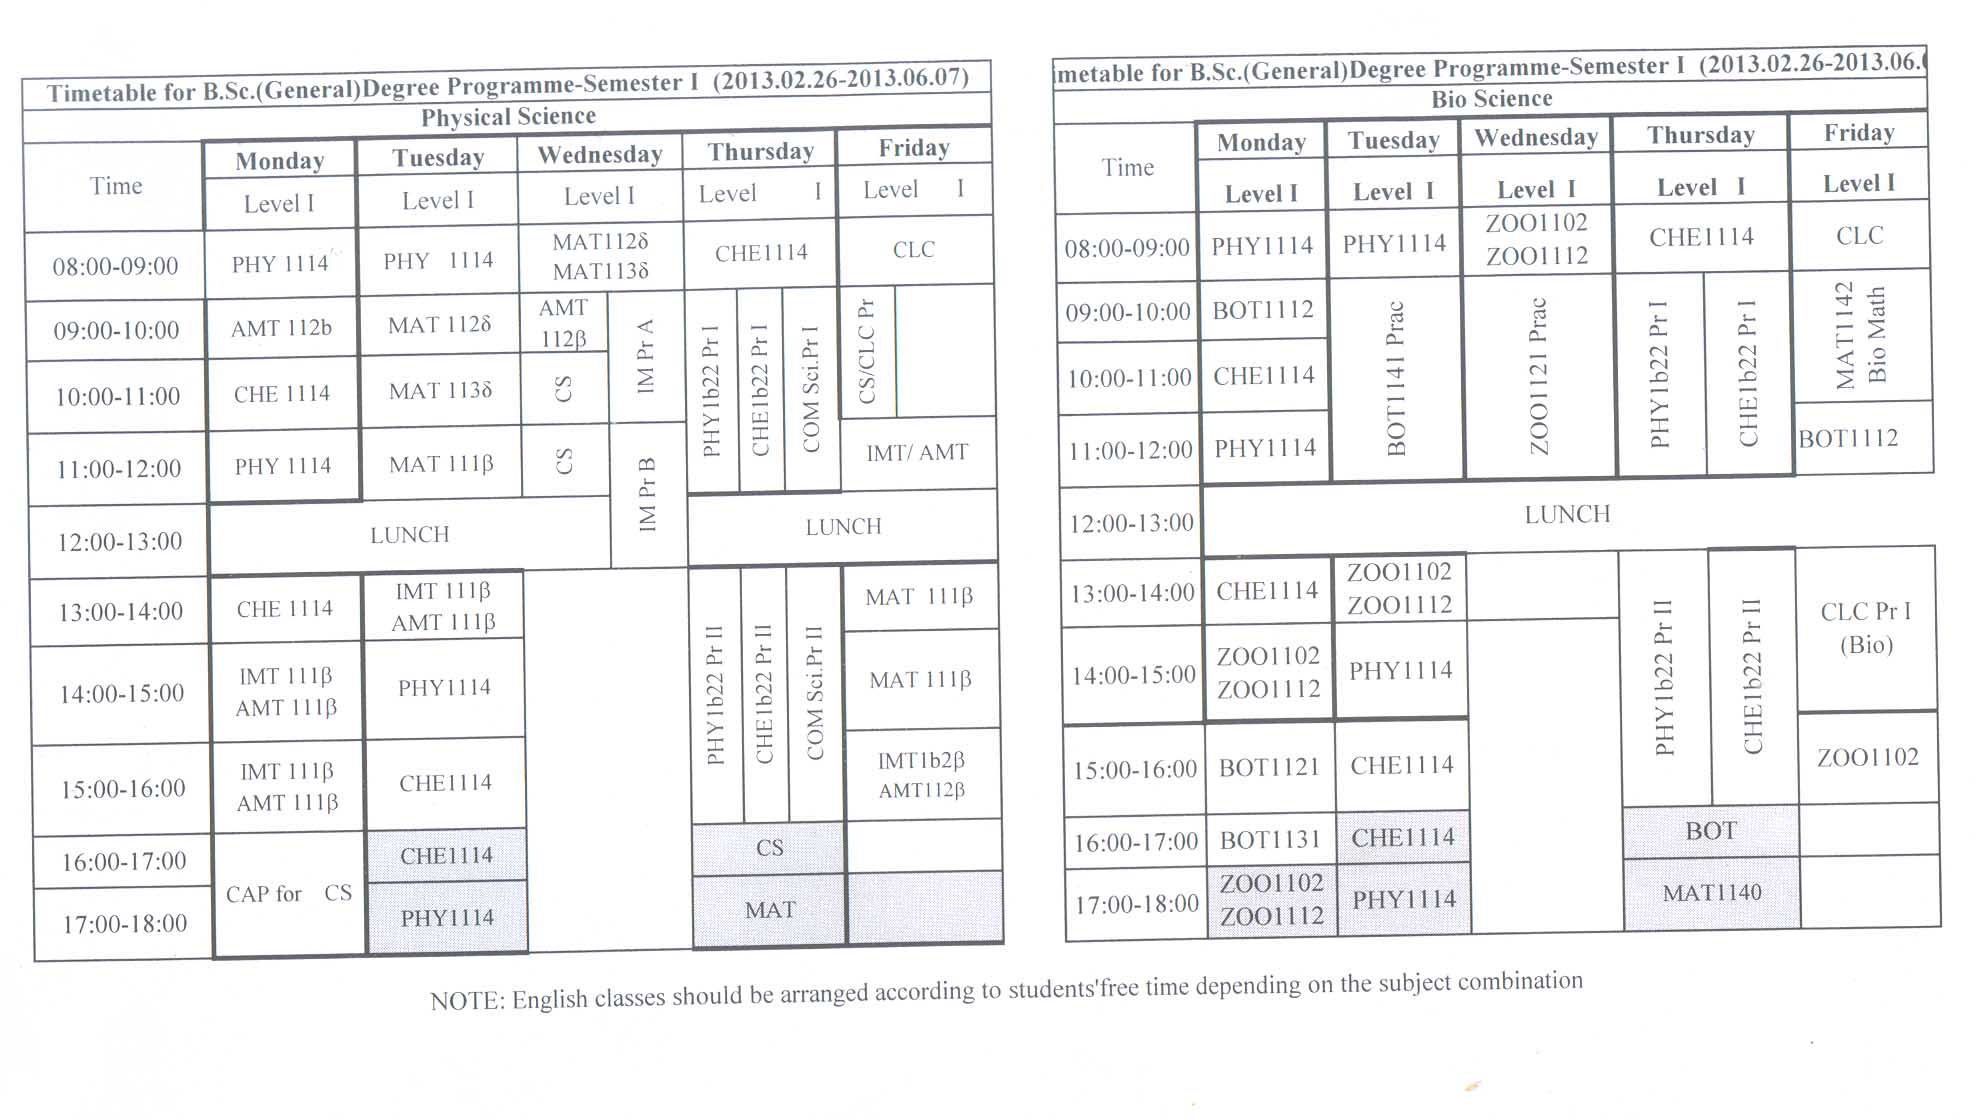 Timetable for B.Sc.(General)Degree Programme-Semester I (2013.02.26-2013.06.07)
Physical Science
Time
Monday
Tuesday
Wednesday
Thursday
Friday
Level I
Level I
Level I
Level I
Level I
08:00-09:00
PHY 1114
PHY 1114
MAT112δ
MAT113δ
CHE1114
CLC
09:00-10:00
AMT 112b
MAT 112δ
AMT
112β
IM Pr A
PHY1b22 Pr I
CHE1b22 Pr I
COM Sci.Pr I
CS/CLC Pr
10:00-11:00
CHE 1114
MAT 113δ
CS
11:00-12:00
PHY 1114
MAT 111β
CS
IM Pr B
IMT/ AMT
12:00-13:00
LUNCH
LUNCH
13:00-14:00
CHE 1114
IMT 111β
AMT 111β
PHY1b22 Pr II
CHE1b22 Pr II
COM Sci.Pr II
MAT 111β
14:00-15:00
IMT 111β
AMT 111β
PHY1114
MAT 111β
15:00-16:00
IMT 111β
AMT 111β
CHE1114
IMT1b2β
AMT112β
16:00-17:00
CAP for CS
CHE1114
CS
17:00-18:00
PHY1114
MAT
imetable for B.Sc.(General)Degree Programme-Semester I (2013.02.26-2013.06.
Bio Science
Time
Monday
Tuesday
Wednesday
Thursday
Friday
Level I
Level I
Level I
Level I
Level I
08:00-09:00
PHY1114
PHY1114
ZOO1102
ZOO1112
CHE1114
CLC
09:00-10:00
BOT1112
BOT1141 Prac
ZOO1121 Prac
PHY1b22 Pr I
CHE1b22 Pr I
MAT1142
Bio Math
10:00-11:00
CHE1114
11:00-12:00
PHY1114
BOT1112
12:00-13:00
LUNCH
13:00-14:00
CHE1114
ZOO1102
ZOO1112
PHY1b22 Pr II
CHE1b22 Pr II
CLC Pr I
(Bio)
14:00-15:00
ZOO1102
ZOO1112
PHY1114
15:00-16:00
BOT1121
CHE1114
ZOO1102
16:00-17:00
BOT1131
CHE1114
BOT
17:00-18:00
ZOO1102
ZOO1112
PHY1114
MAT1140
NOTE: English classes should be arranged according to students'free time depending on the subject combination